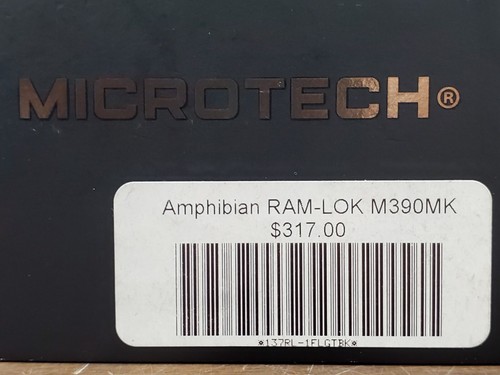 MICROTECH®
Amphibian RAM-LOK M390MK
$317.00
*137RL-1FLGTBK*